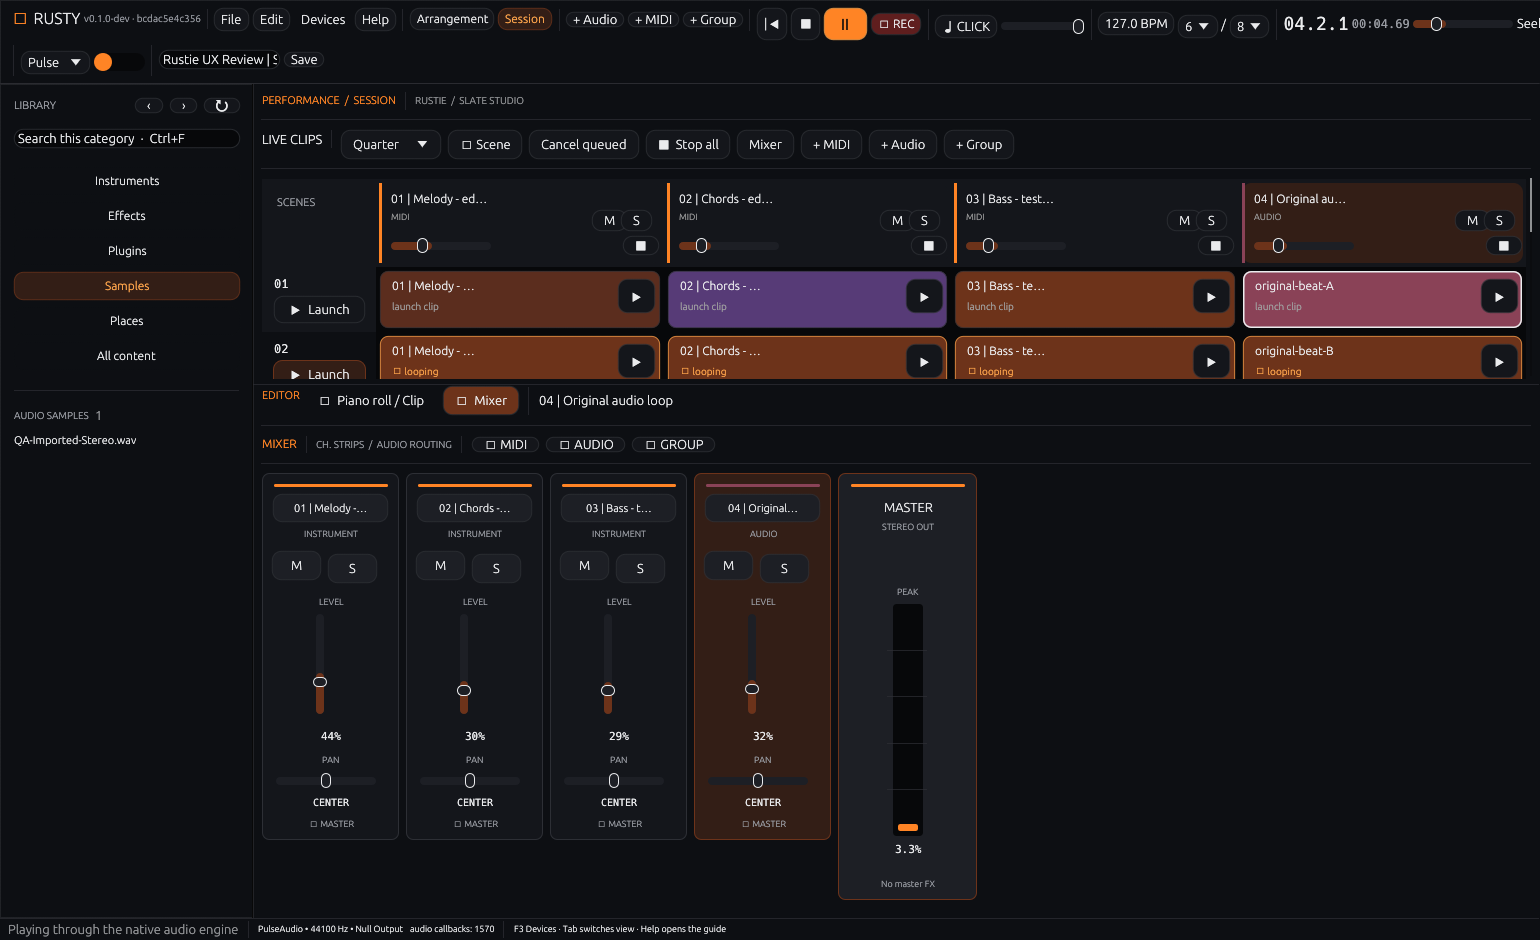 RUSTY v0.1.0-dev · bcdac5e4c356 File Edit Devices Help Arrangement Session + Audio + MIDI + Group REC CLICK 127.0 BPM 6 / 8 04.2.1 00:04.69 Seel
Pulse Rustie UX Review | S Save
LIBRARY ‹ › ↻
Search this category · Ctrl+F
Instruments
Effects
Plugins
Samples
Places
All content
AUDIO SAMPLES 1
QA-Imported-Stereo.wav
PERFORMANCE / SESSION RUSTIE / SLATE STUDIO
LIVE CLIPS Quarter Scene Cancel queued Stop all Mixer + MIDI + Audio + Group
SCENES
01 | Melody - ed… 02 | Chords - ed… 03 | Bass - test… 04 | Original au…
MIDI M S MIDI M S MIDI M S AUDIO M S
01
Launch
01 | Melody - … 02 | Chords - … 03 | Bass - te… original-beat-A
launch clip launch clip launch clip launch clip
02
Launch
01 | Melody - … 02 | Chords - … 03 | Bass - te… original-beat-B
looping looping looping looping
EDITOR Piano roll / Clip Mixer 04 | Original audio loop
MIXER CH. STRIPS / AUDIO ROUTING MIDI AUDIO GROUP
01 | Melody -… 02 | Chords -… 03 | Bass - t… 04 | Original… MASTER
INSTRUMENT INSTRUMENT INSTRUMENT AUDIO STEREO OUT
M S M S M S M S
LEVEL LEVEL LEVEL LEVEL PEAK
44% 30% 29% 32%
PAN PAN PAN PAN
CENTER CENTER CENTER CENTER
MASTER MASTER MASTER MASTER
3.3%
No master FX
Playing through the native audio engine PulseAudio • 44100 Hz • Null Output audio callbacks: 1570 F3 Devices · Tab switches view · Help opens the guide